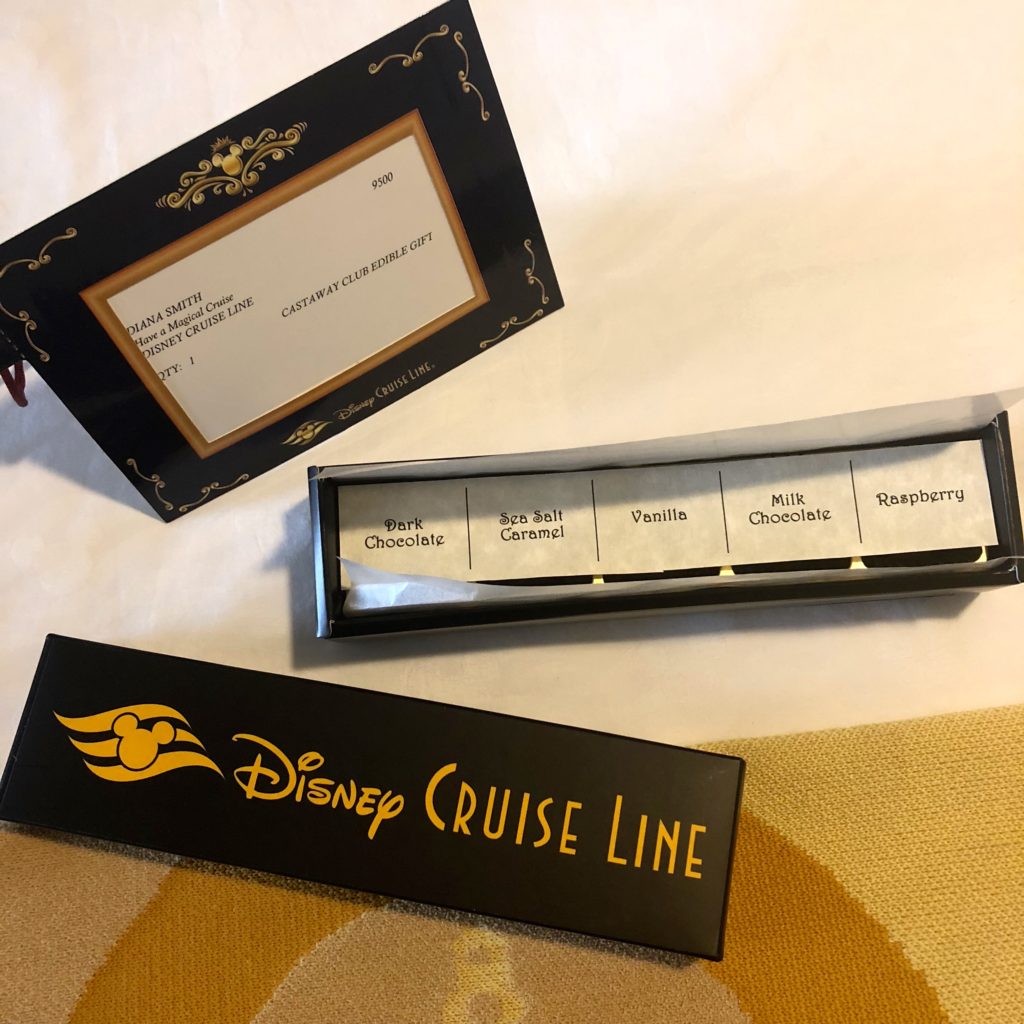 9500
DIANA SMITH
Have a Magical Cruise
DISNEY CRUISE LINE
CASTAWAY CLUB EDIBLE GIFT
QTY: 1
Disney CRUISE LINE®
Dark
Chocolate
Sea Salt
Caramel
Vanilla
Milk
Chocolate
Raspberry
Disney CRUISE LINE